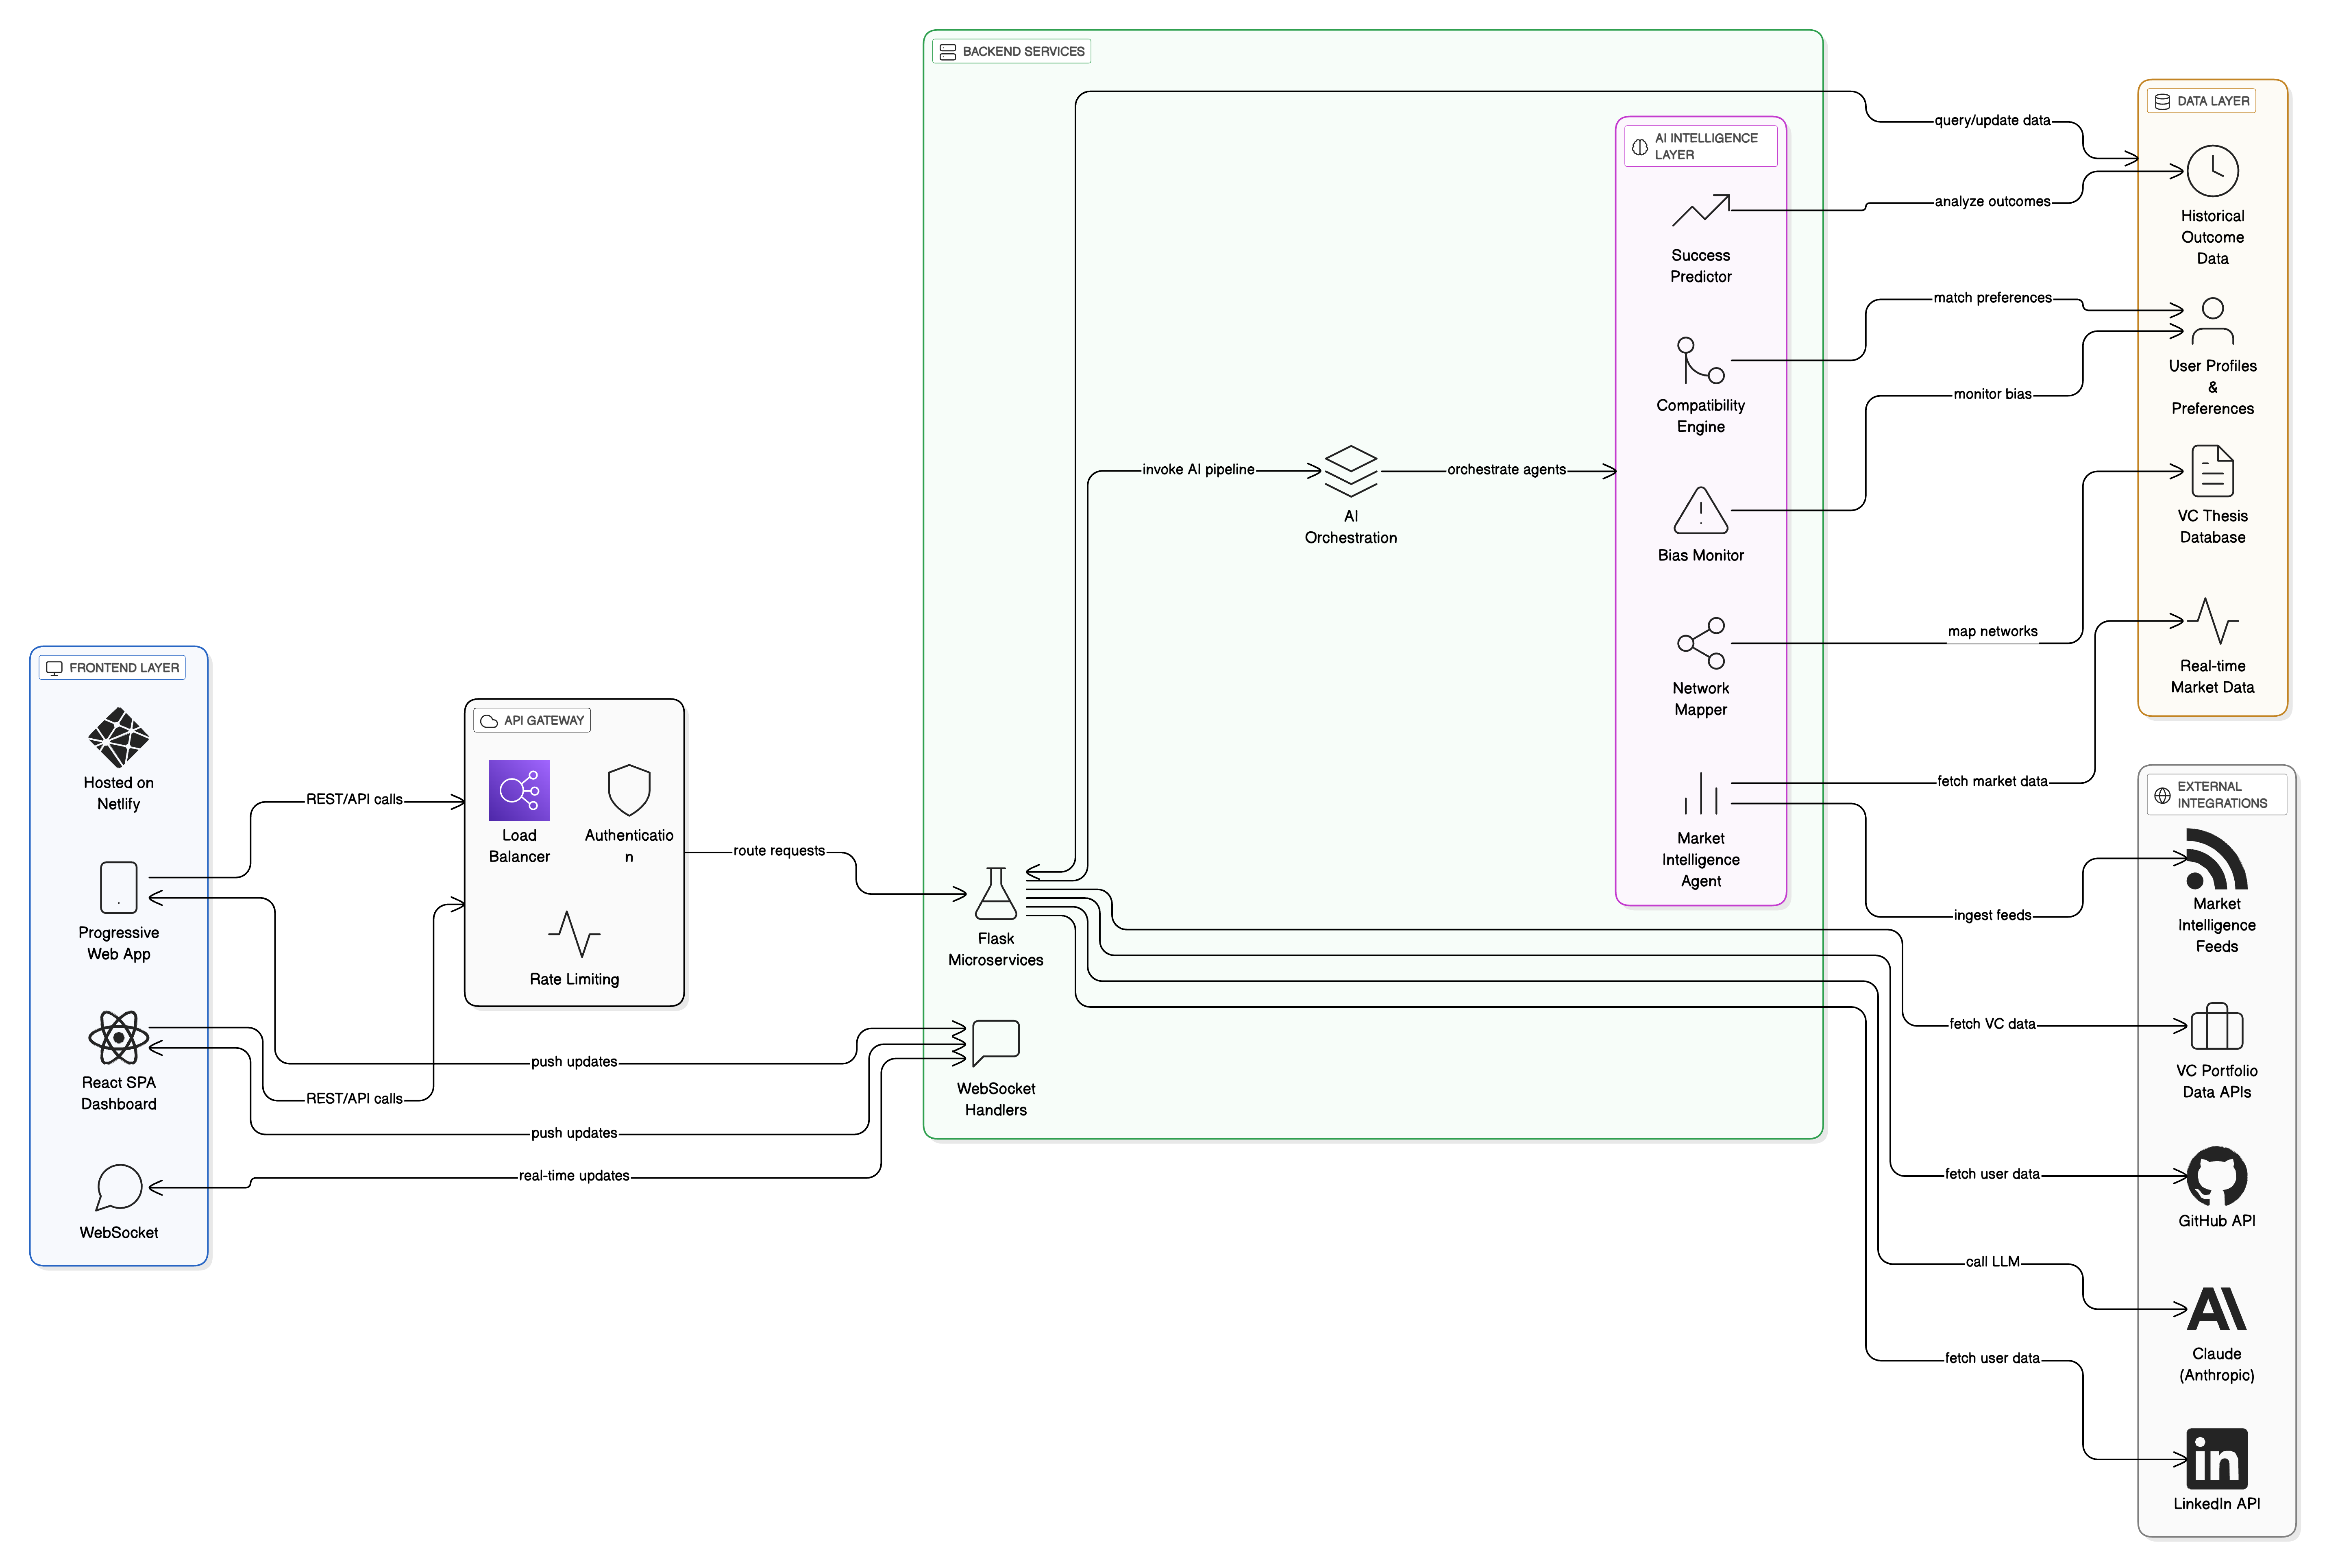 BACKEND SERVICES
DATA LAYER
query/update data
AI INTELLIGENCE
LAYER
analyze outcomes
Historical
Outcome
Data
Success
Predictor
match preferences
User Profiles
&
Preferences
Compatibility
Engine
monitor bias
invoke AI pipeline
orchestrate agents
AI
Orchestration
VC Thesis
Database
Bias Monitor
map networks
Network
Mapper
Real-time
Market Data
FRONTEND LAYER
Hosted on
Netlify
API GATEWAY
Load
Balancer
Authenticatio
n
REST/API calls
route requests
Rate Limiting
Progressive
Web App
fetch market data
Market
Intelligence
Agent
EXTERNAL
INTEGRATIONS
ingest feeds
Market
Intelligence
Feeds
Flask
Microservices
fetch VC data
VC Portfolio
Data APIs
push updates
React SPA
Dashboard
REST/API calls
WebSocket
Handlers
push updates
real-time updates
WebSocket
fetch user data
GitHub API
call LLM
Claude
(Anthropic)
fetch user data
in
LinkedIn API